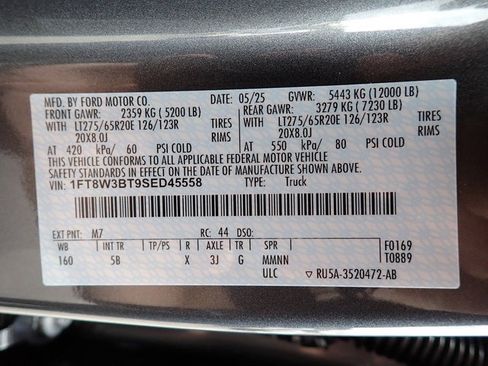 MFD. BY FORD MOTOR CO. DATE: 05/25 GVWR: 5443 KG (12000 LB)
FRONT GAWR: 2359 KG (5200 LB) REAR GAWR: 3279 KG (7230 LB)
WITH LT275/65R20E 126/123R TIRES WITH LT275/65R20E 126/123R TIRES
20X8.0J RIMS 20X8.0J RIMS
AT 420 kPa/ 60 PSI COLD AT 550 kPa/ 80 PSI COLD
THIS VEHICLE CONFORMS TO ALL APPLICABLE FEDERAL MOTOR VEHICLE
SAFETY STANDARDS IN EFFECT ON THE DATE OF MANUFACTURE SHOWN ABOVE.
VIN: 1FT8W3BT9SED45558 TYPE: Truck
EXT PNT: M7 RC: 44 DSO:
WB INT TR TP/PS R AXLE TR SPR F0169
160 5B X 3J G MMNN T0889
ULC RU5A-3520472-AB